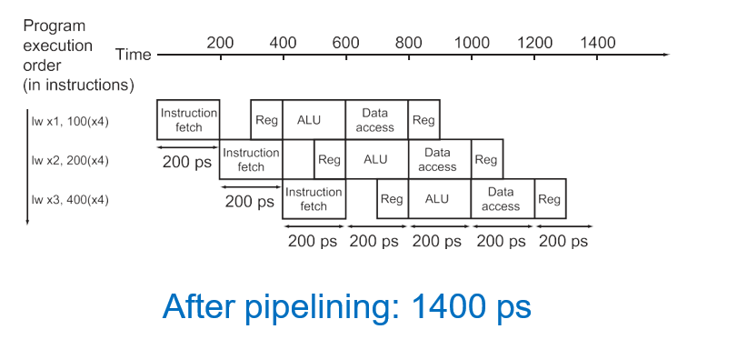 Program
execution
order
(in instructions)
Time
200 400 600 800 1000 1200 1400
lw x1, 100(x4)
Instruction
fetch
Reg
ALU
Data
access
Reg
200 ps
lw x2, 200(x4)
Instruction
fetch
Reg
ALU
Data
access
Reg
200 ps
lw x3, 400(x4)
Instruction
fetch
Reg
ALU
Data
access
Reg
200 ps 200 ps 200 ps 200 ps 200 ps
After pipelining: 1400 ps